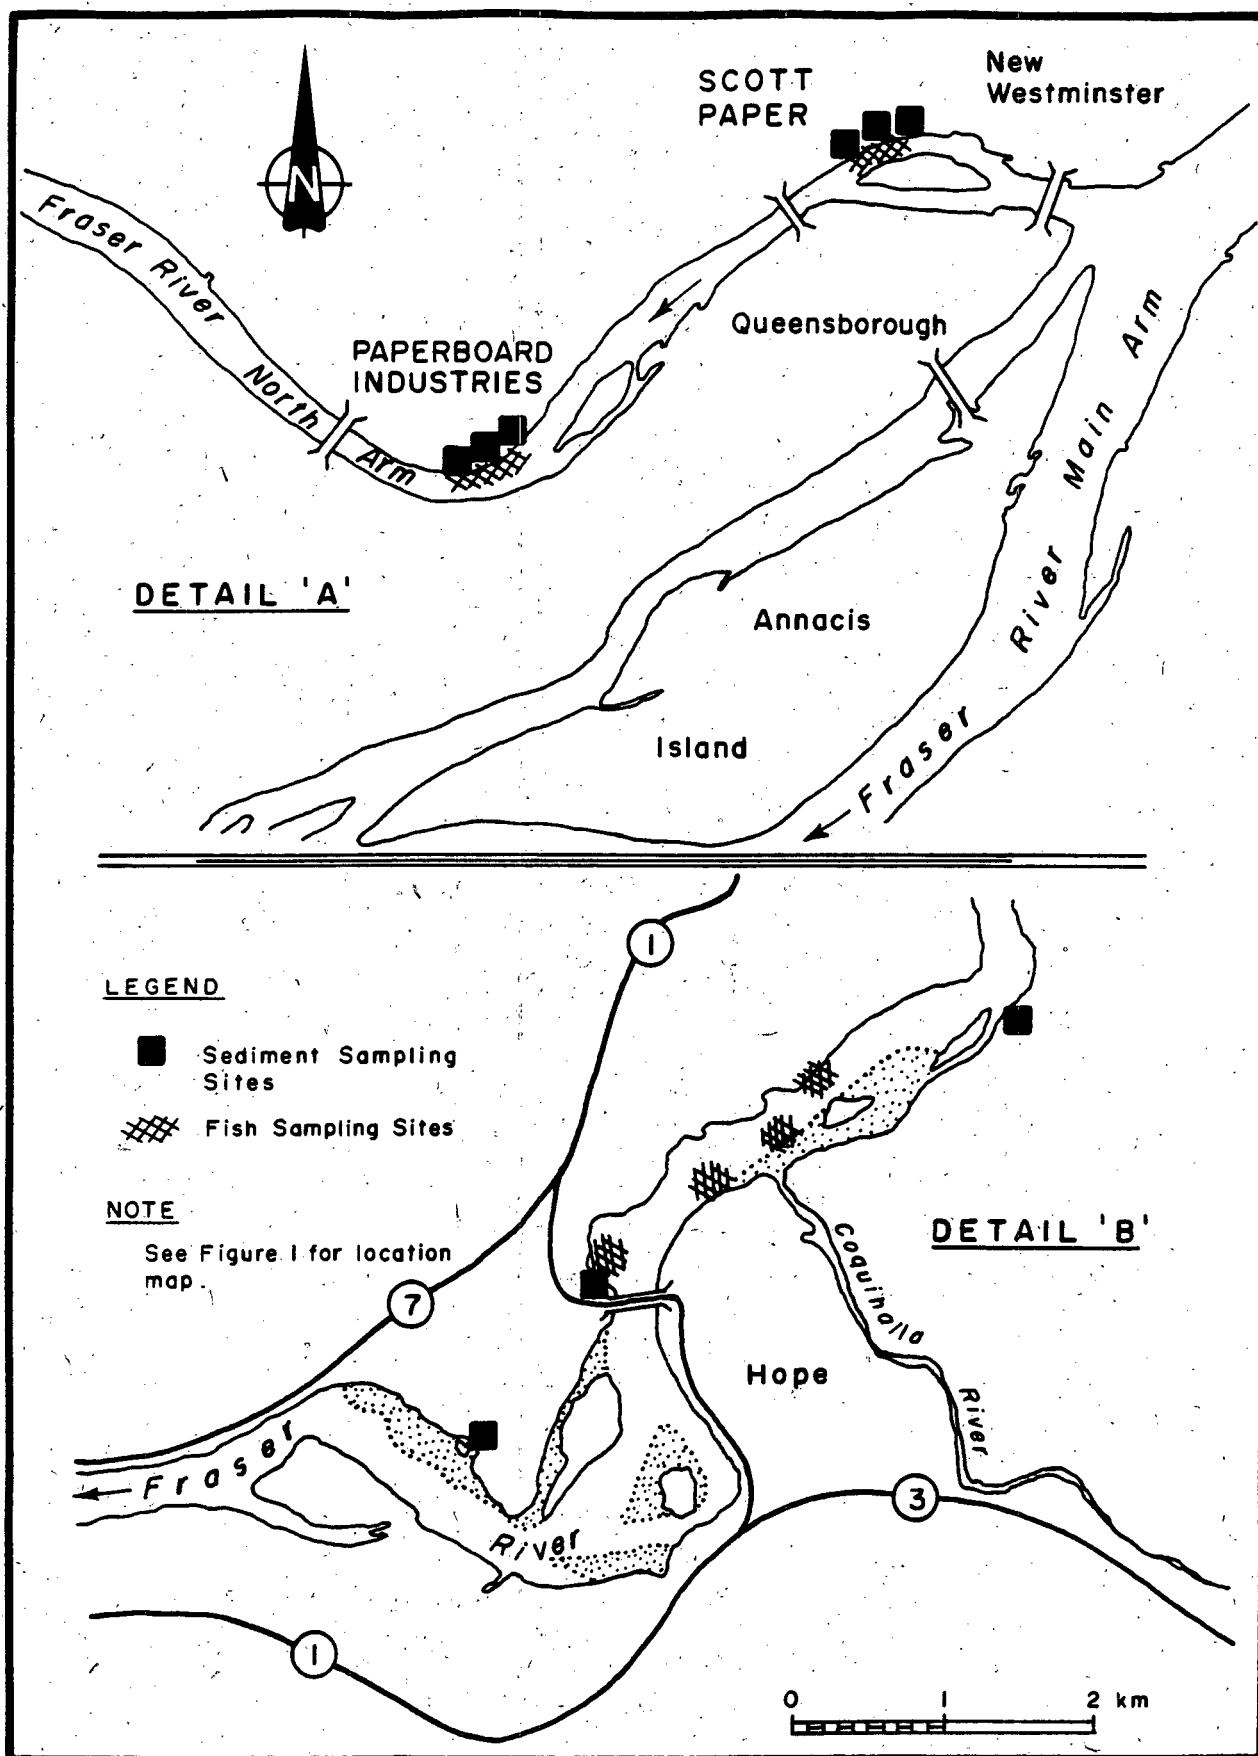 SCOTT
PAPER
New
Westminster
N
Fraser River
North Arm
PAPERBOARD
INDUSTRIES
Queensborough
Fraser River Main Arm
DETAIL 'A'
Annacis
Island
1
LEGEND
Sediment Sampling
Sites
Fish Sampling Sites
NOTE
See Figure 1 for location
map.
DETAIL 'B'
Coquihalla River
7
Hope
Fraser River
3
1
0 1 2 km